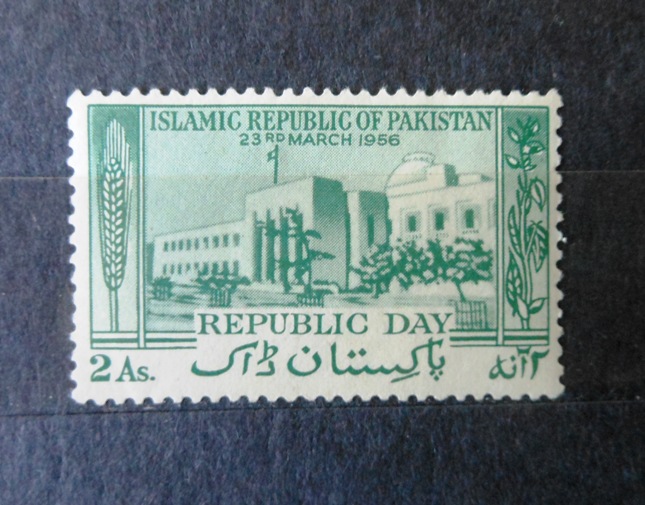 ISLAMIC REPUBLIC OF PAKISTAN
23RD MARCH 1956
REPUBLIC DAY
2 As. پاکستان ڈاک ۲ آنہ